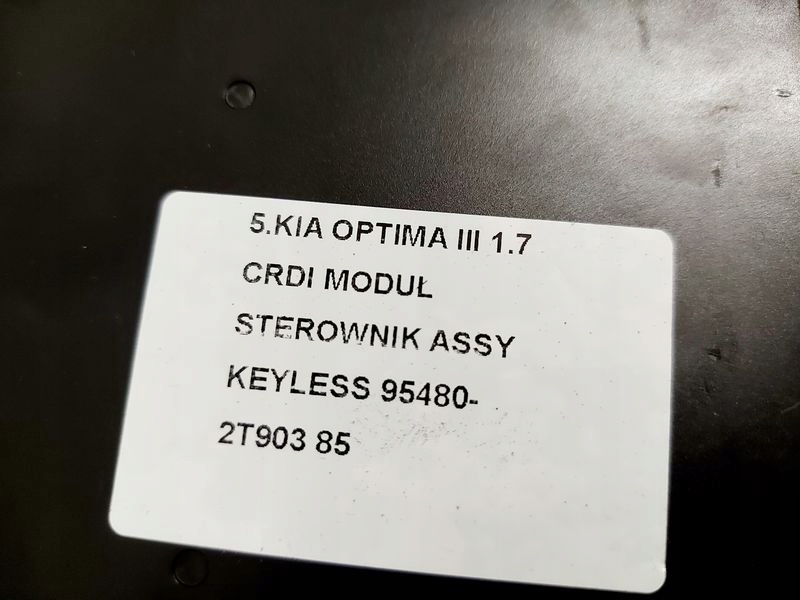 5.KIA OPTIMA III 1.7
CRDI MODUŁ
STEROWNIK ASSY
KEYLESS 95480-
2T903 85